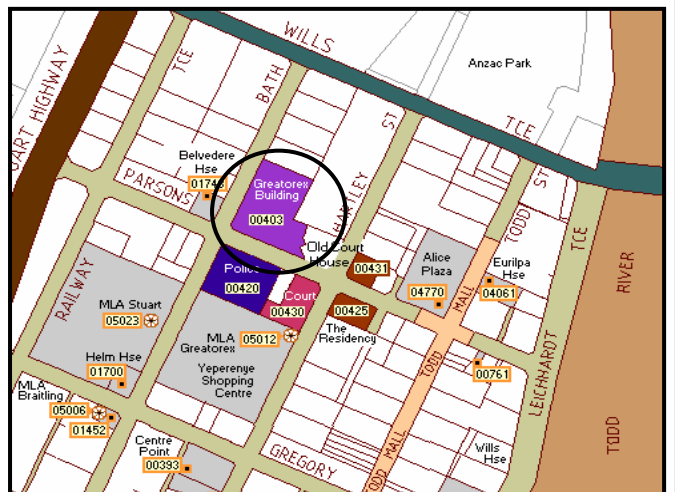 WILLS
TCE
Anzac Park
TCE
BATH
ST
UART HIGHWAY
Belvedere
Hse
PARSONS
Greatorex
Building
00403
HARTLEY
TODD
ST
TCE
Old Court
House
00431
Alice
Plaza
04770
Eurilpa
Hse
04061
MALL
RIVER
RAILWAY
Police
00420
Court
00430
00425
The
Residency
MLA Stuart
05023
MLA
Greatorex
05012
Yeperenye
Shopping
Centre
Helm Hse
01700
TODD
00761
LEICHHARDT
MLA
Braitling
05006
01452
Centre
Point
00393
GREGORY
TODD MALL
Wills
Hse
TODD